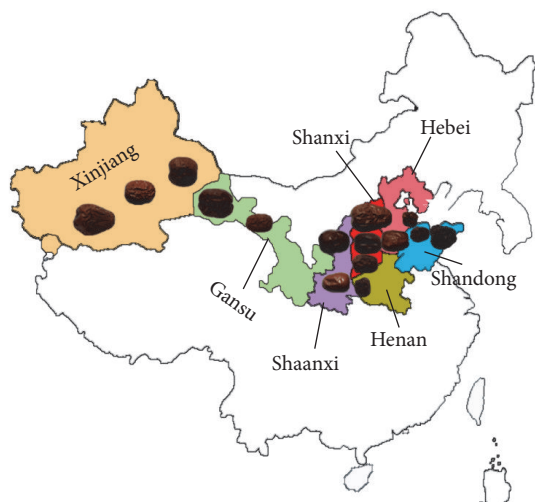 Shanxi
Hebei
Xinjiang
Gansu
Shandong
Henan
Shaanxi